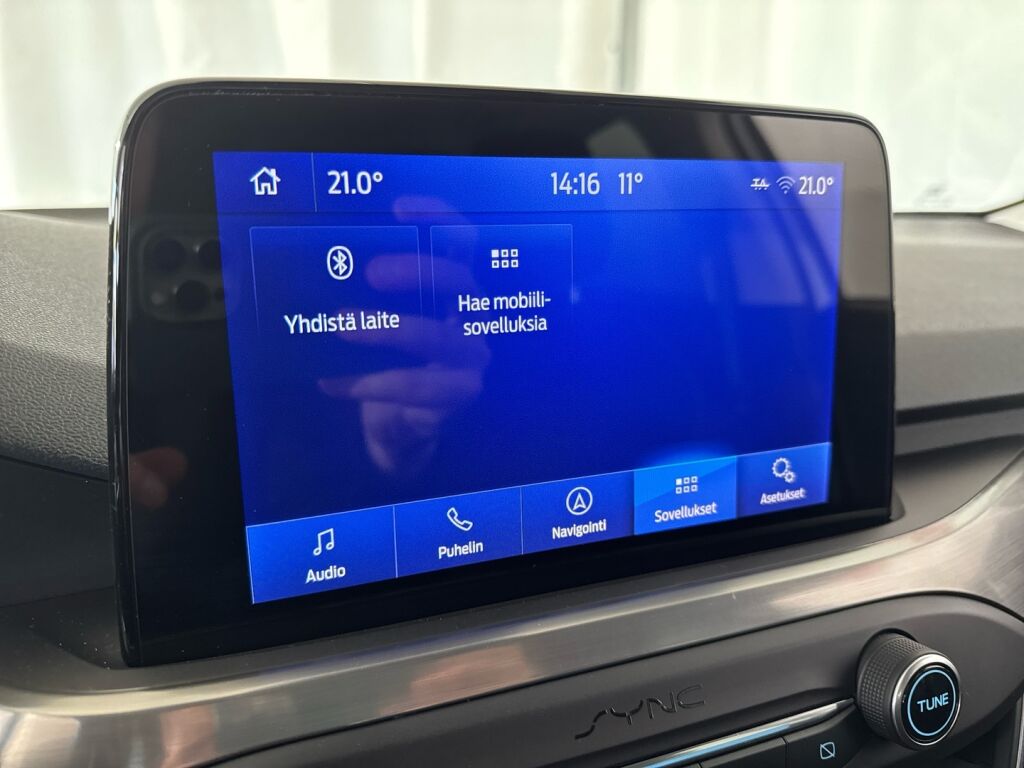 21.0°
14:16 11°
TA 21.0°
Yhdistä laite
Hae mobiili-
sovelluksia
Audio
Puhelin
Navigointi
Sovellukset
Asetukset
SYNC
TUNE